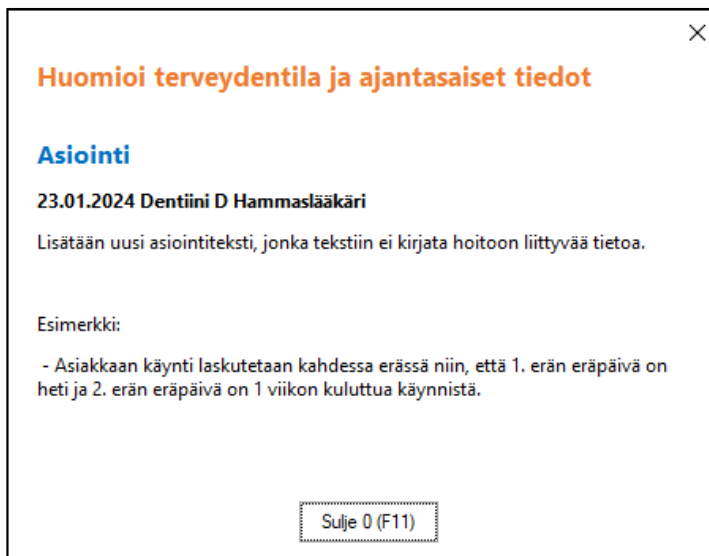 Huomioi terveydentila ja ajantasaiset tiedot
Asiointi
23.01.2024 Dentiini D Hammaslääkäri
Lisätään uusi asiointiteksti, jonka tekstiin ei kirjata hoitoon liittyvää tietoa.
Esimerkki:
- Asiakkaan käynti laskutetaan kahdessa erässä niin, että 1. erän eräpäivä on
heti ja 2. erän eräpäivä on 1 viikon kuluttua käynnistä.
Sulje 0 (F11)